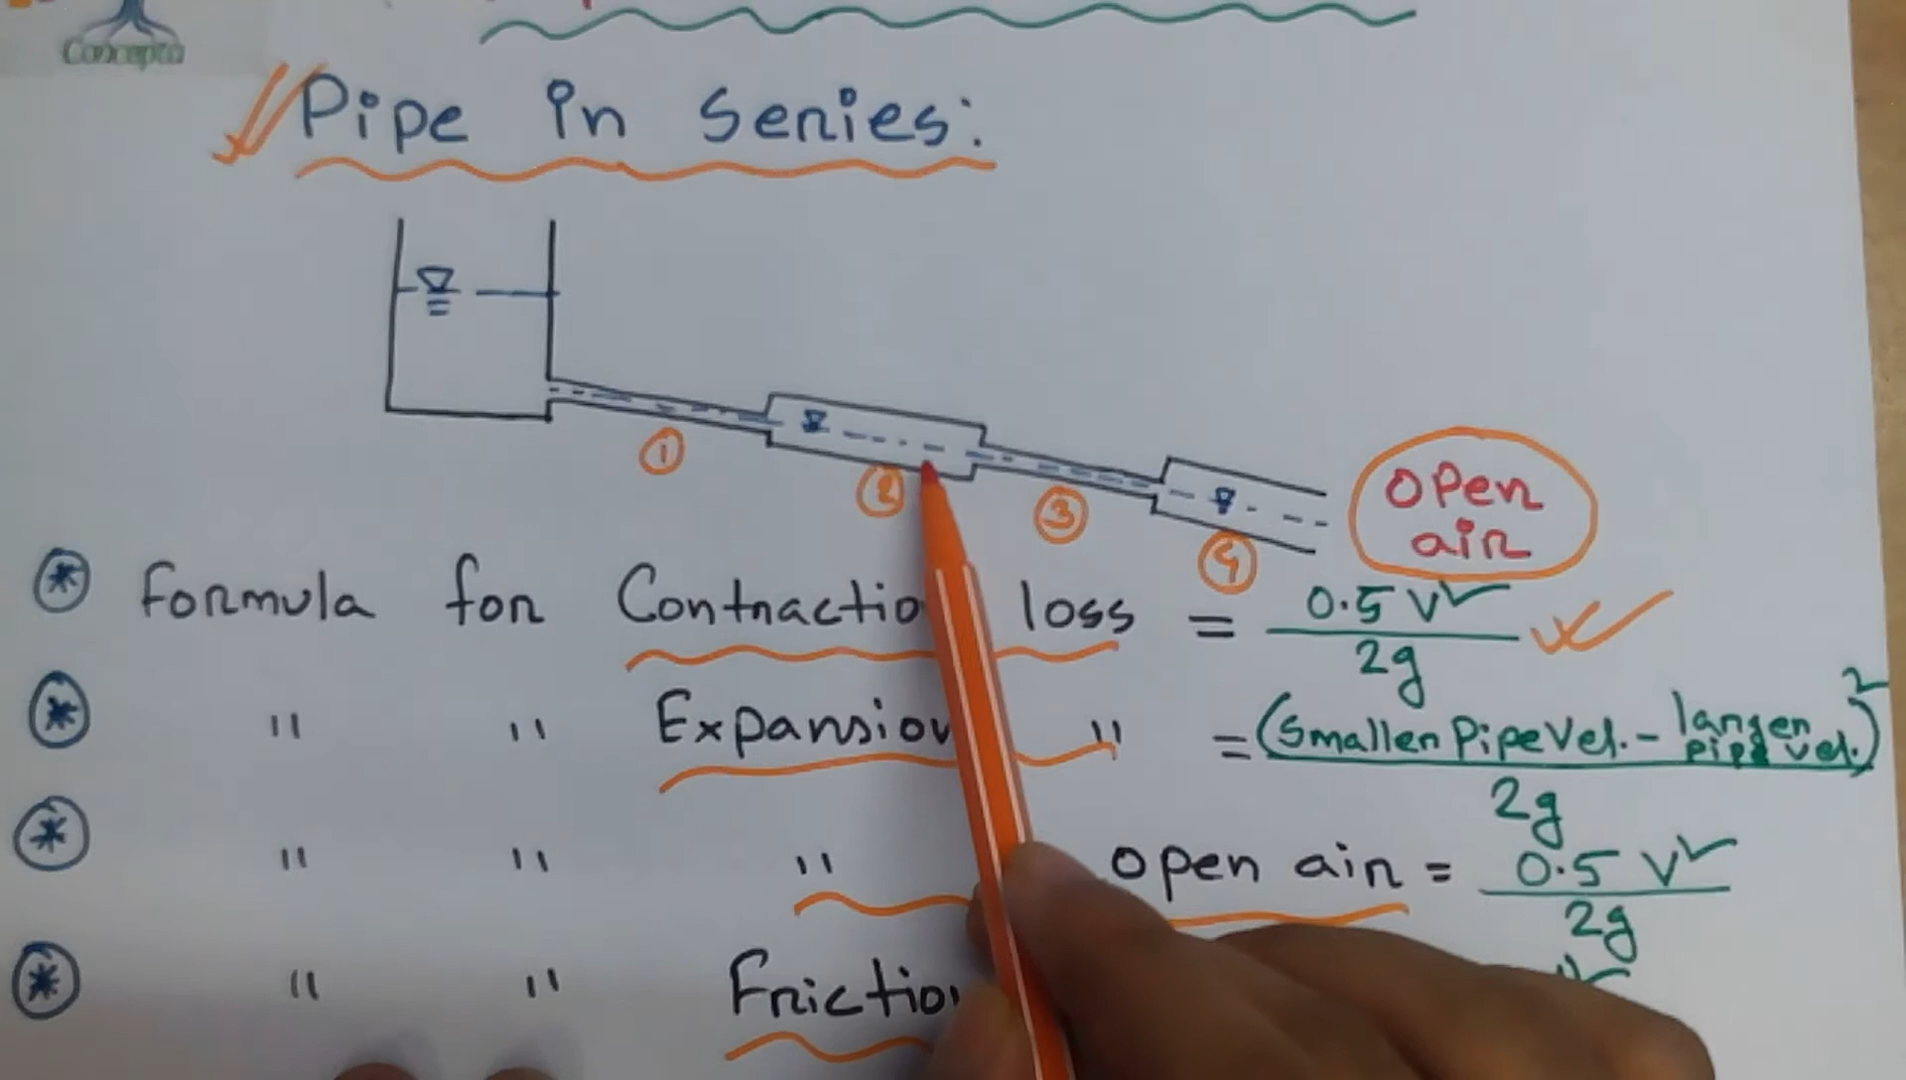 Concepts
Pipe in series:
①
②
③
④
open
air
Formula for Contraction loss = 0.5 V² / 2g
" " Expansion " = (Smaller Pipe Vel. - larger pipe vel.)² / 2g
" " " open air = 0.5 V² / 2g
" " Friction